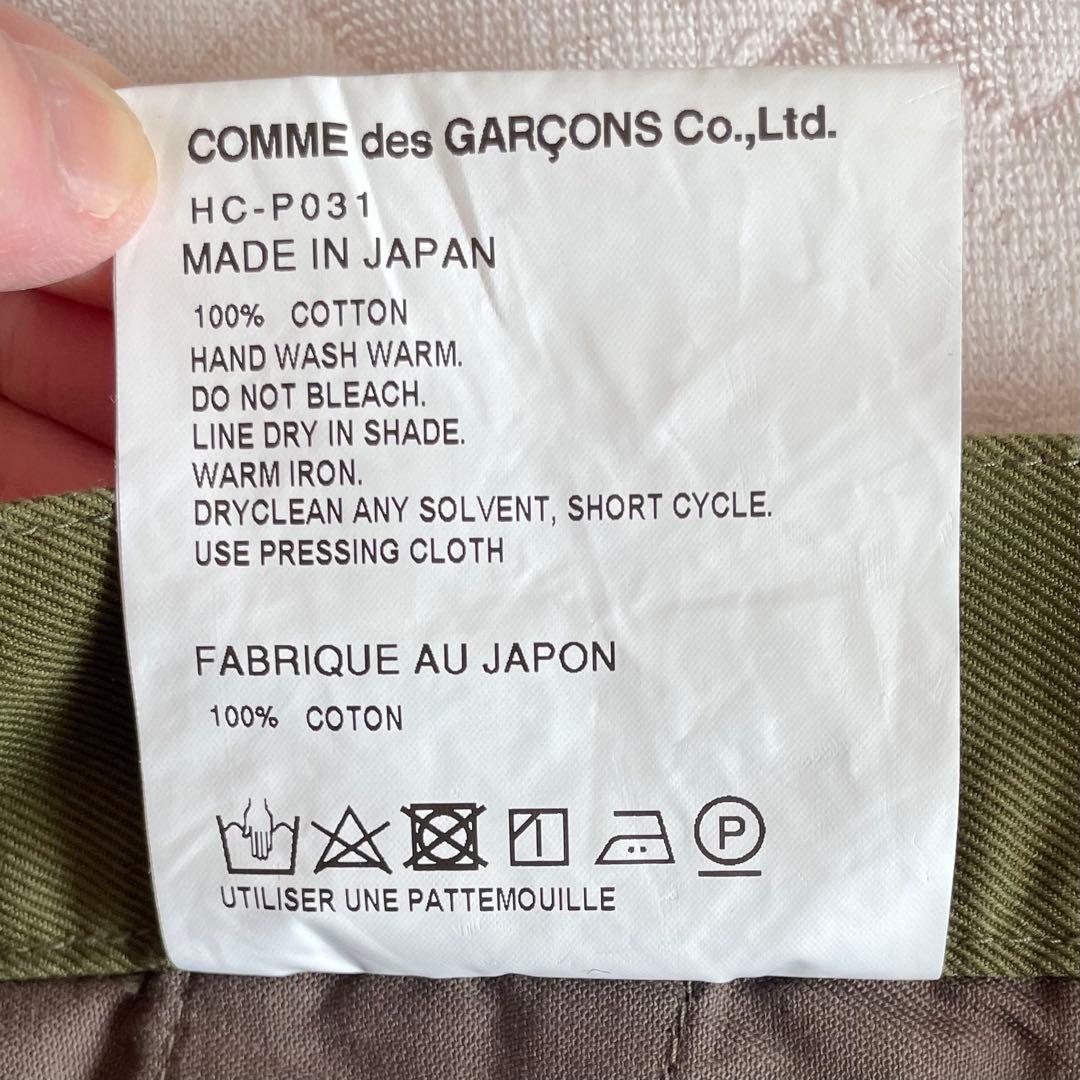 COMME des GARÇONS Co.,Ltd.
HC-P031
MADE IN JAPAN
100% COTTON
HAND WASH WARM.
DO NOT BLEACH.
LINE DRY IN SHADE.
WARM IRON.
DRYCLEAN ANY SOLVENT, SHORT CYCLE.
USE PRESSING CLOTH
FABRIQUE AU JAPON
100% COTON
P
UTILISER UNE PATTEMOUILLE